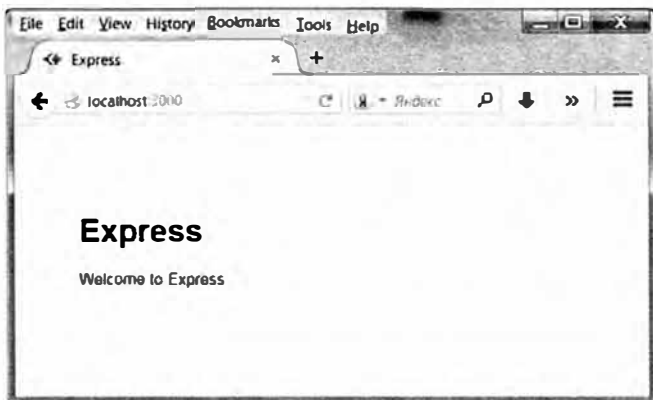 File Edit View History Bookmarks Tools Help
Express × +
localhost:3000 Я Яндекс »
Express
Welcome to Express